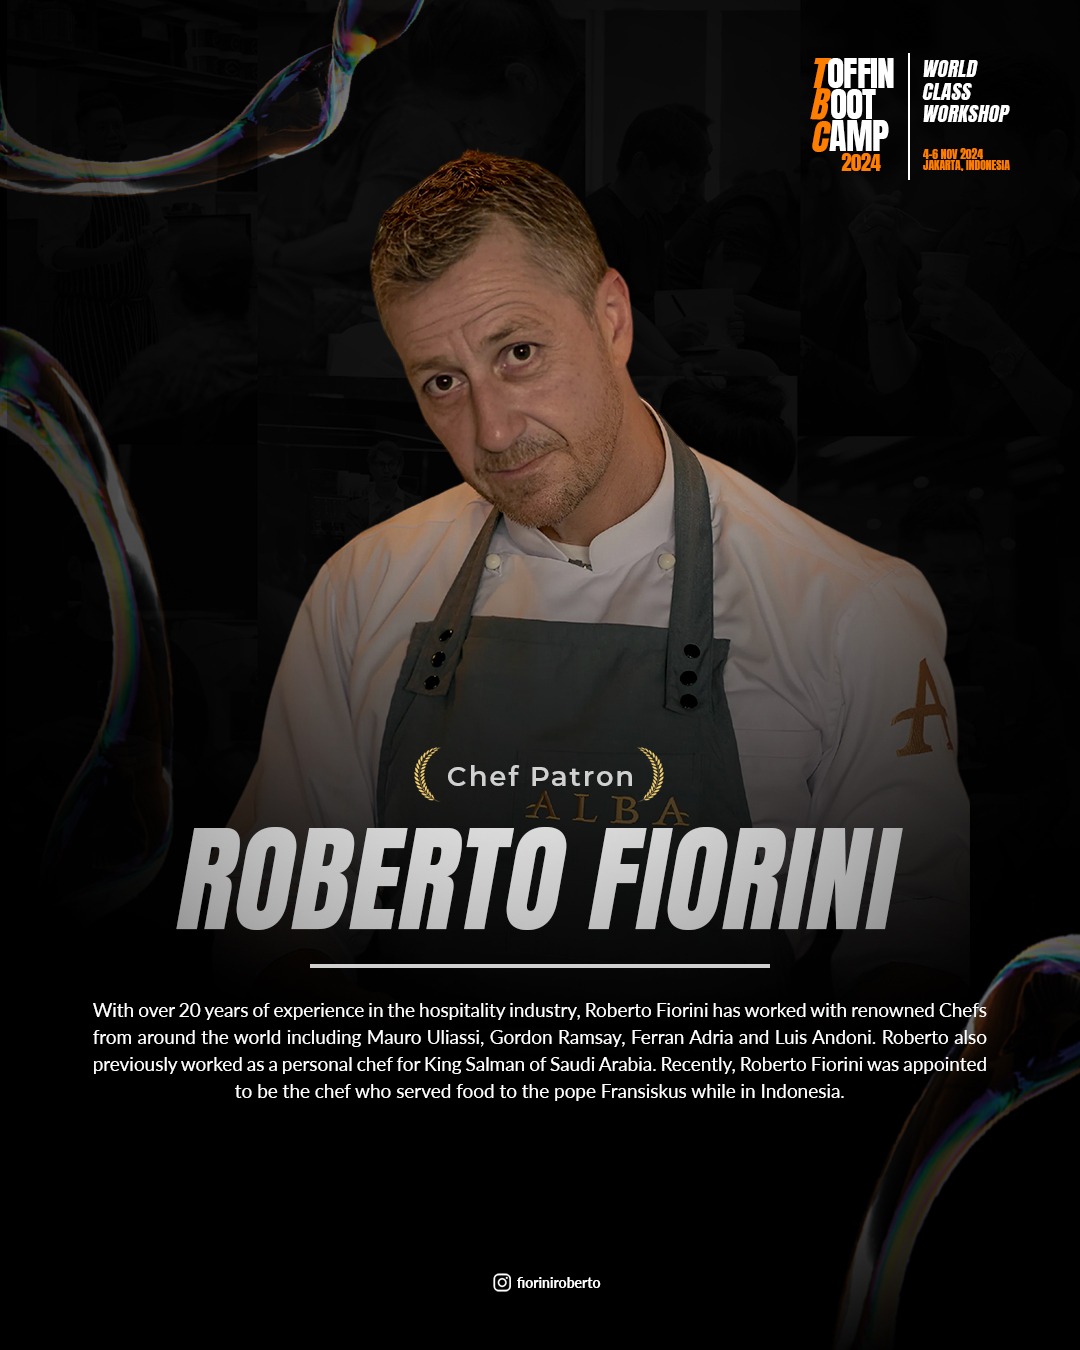 TOFFIN
BOOT
CAMP
2024
WORLD
CLASS
WORKSHOP
4-6 NOV 2024
JAKARTA, INDONESIA
A
Chef Patron
ALBA
ROBERTO FIORINI
With over 20 years of experience in the hospitality industry, Roberto Fiorini has worked with renowned Chefs
from around the world including Mauro Uliassi, Gordon Ramsay, Ferran Adria and Luis Andoni. Roberto also
previously worked as a personal chef for King Salman of Saudi Arabia. Recently, Roberto Fiorini was appointed
to be the chef who served food to the pope Fransiskus while in Indonesia.
fioriniroberto